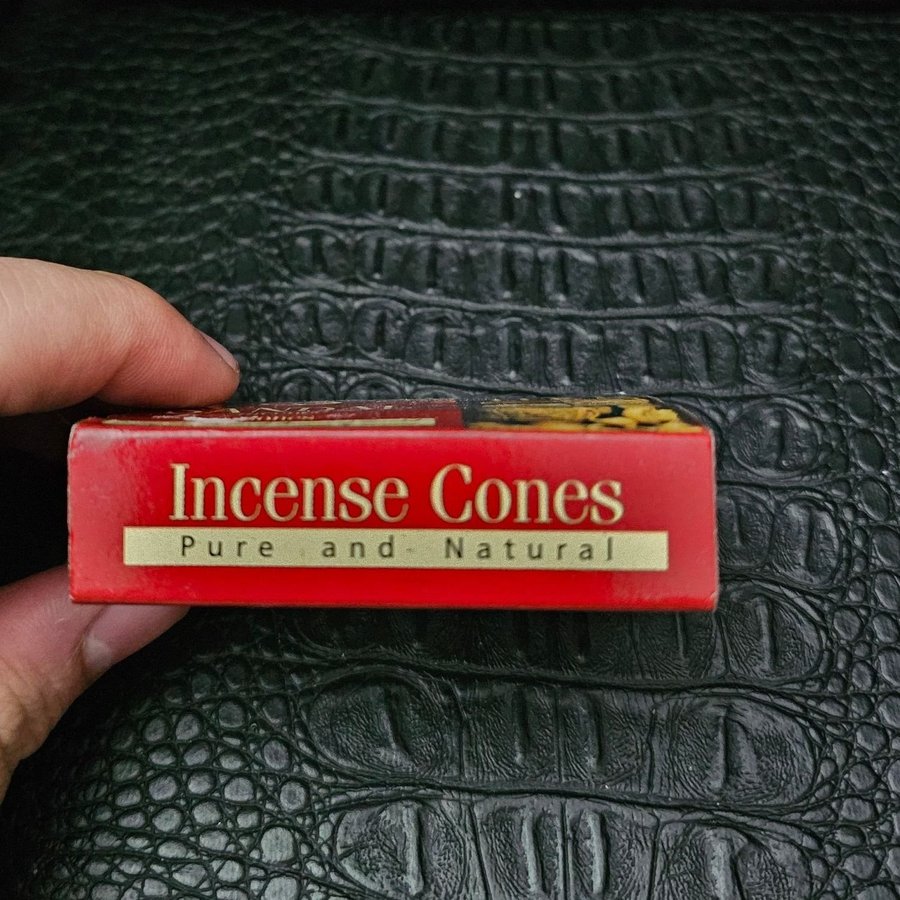 Incense Cones
Pure and Natural